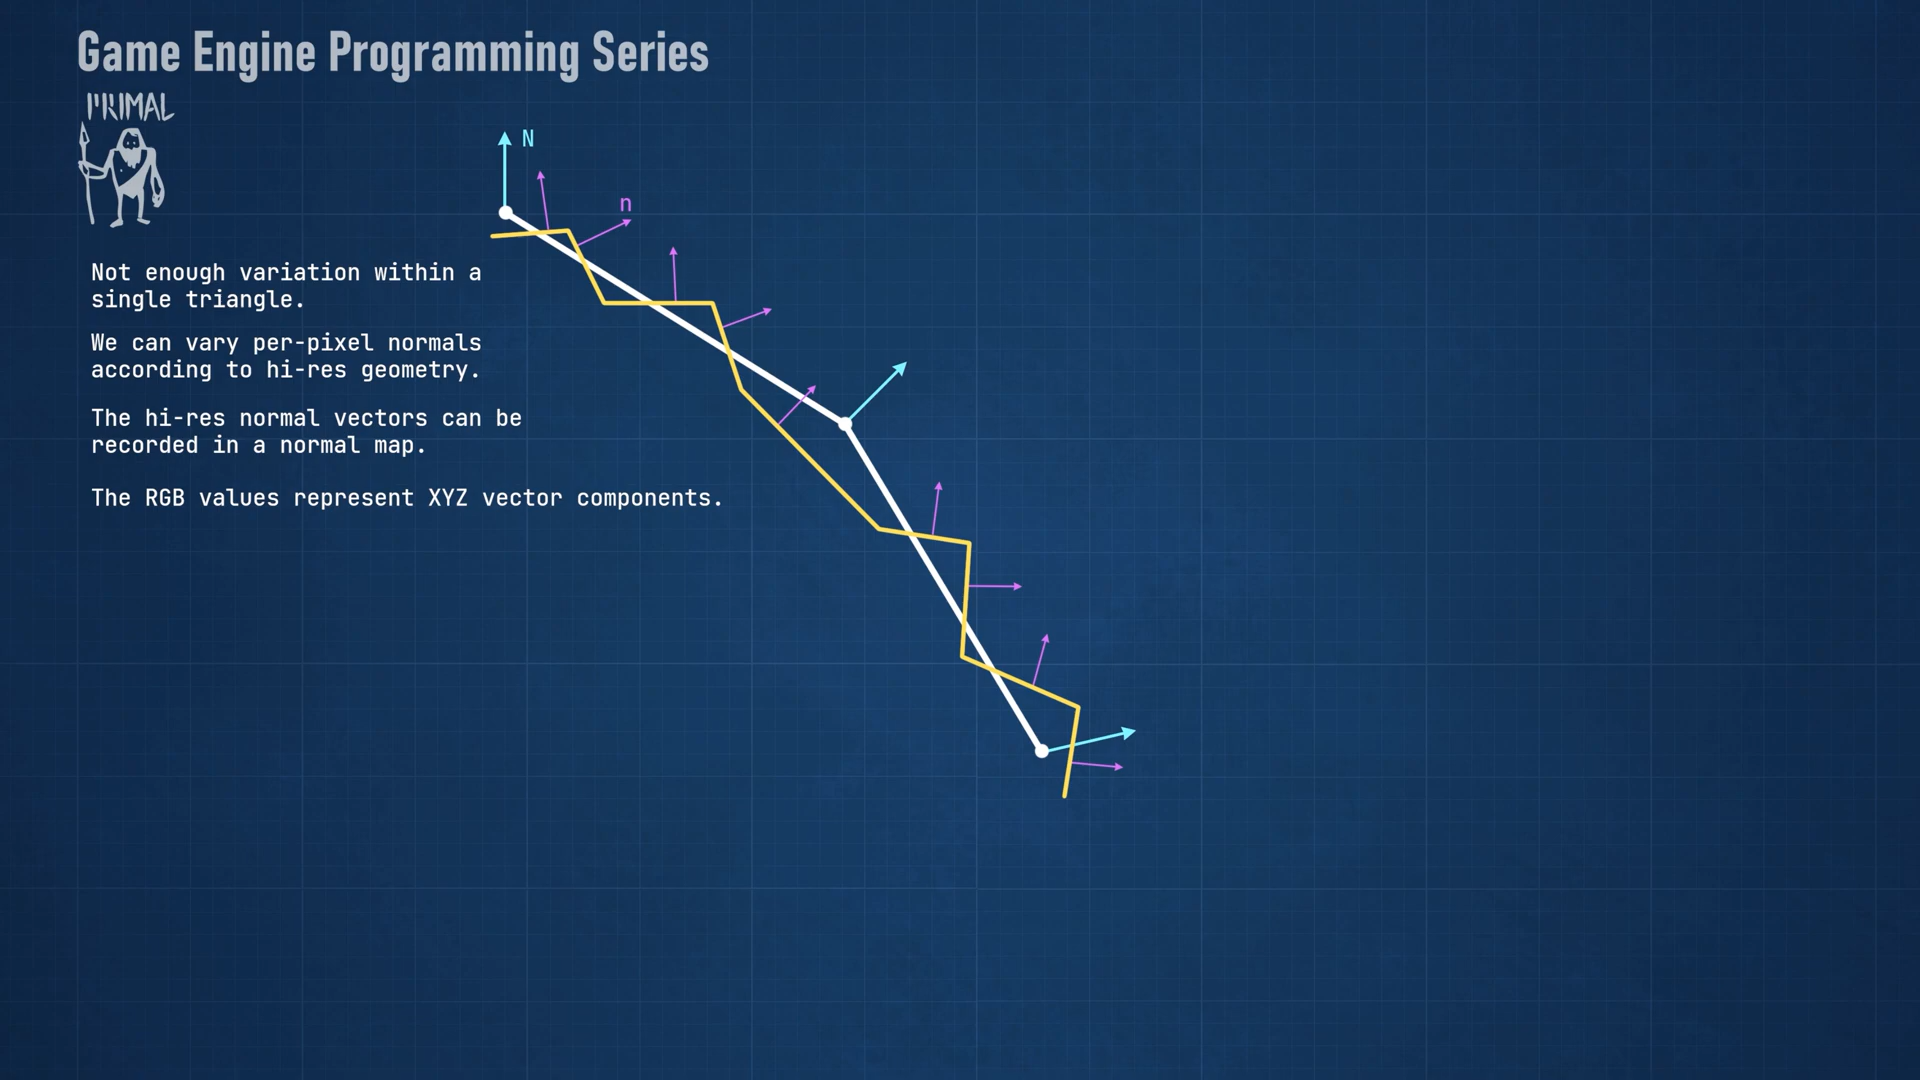 Game Engine Programming Series
PRIMAL
N
n
Not enough variation within a
single triangle.
We can vary per-pixel normals
according to hi-res geometry.
The hi-res normal vectors can be
recorded in a normal map.
The RGB values represent XYZ vector components.